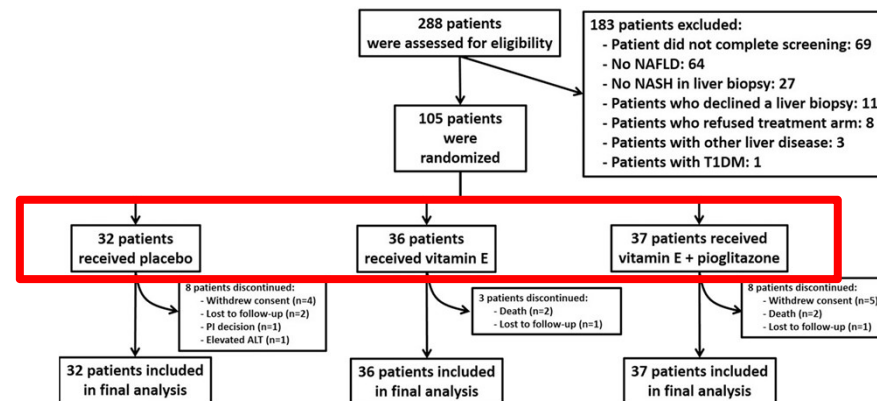 288 patients
were assessed for eligibility
183 patients excluded:
- Patient did not complete screening: 69
- No NAFLD: 64
- No NASH in liver biopsy: 27
- Patients who declined a liver biopsy: 11
- Patients who refused treatment arm: 8
- Patients with other liver disease: 3
- Patients with T1DM: 1
105 patients
were
randomized
32 patients
received placebo
36 patients
received vitamin E
37 patients received
vitamin E + pioglitazone
8 patients discontinued:
- Withdrew consent (n=4)
- Lost to follow-up (n=2)
- PI decision (n=1)
- Elevated ALT (n=1)
3 patients discontinued:
- Death (n=2)
- Lost to follow-up (n=1)
8 patients discontinued:
- Withdrew consent (n=5)
- Death (n=2)
- Lost to follow-up (n=1)
32 patients included
in final analysis
36 patients included
in final analysis
37 patients included
in final analysis